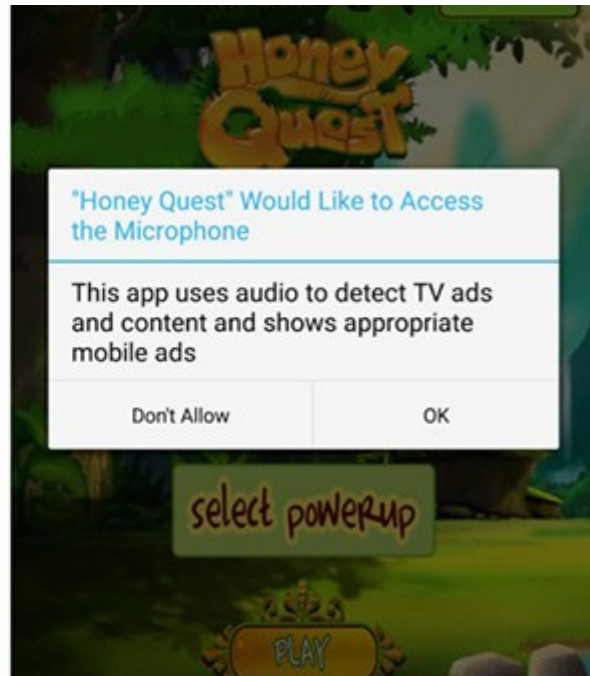 Honey
Quest
"Honey Quest" Would Like to Access
the Microphone
This app uses audio to detect TV ads
and content and shows appropriate
mobile ads
Don't Allow
OK
select powerup
PLAY